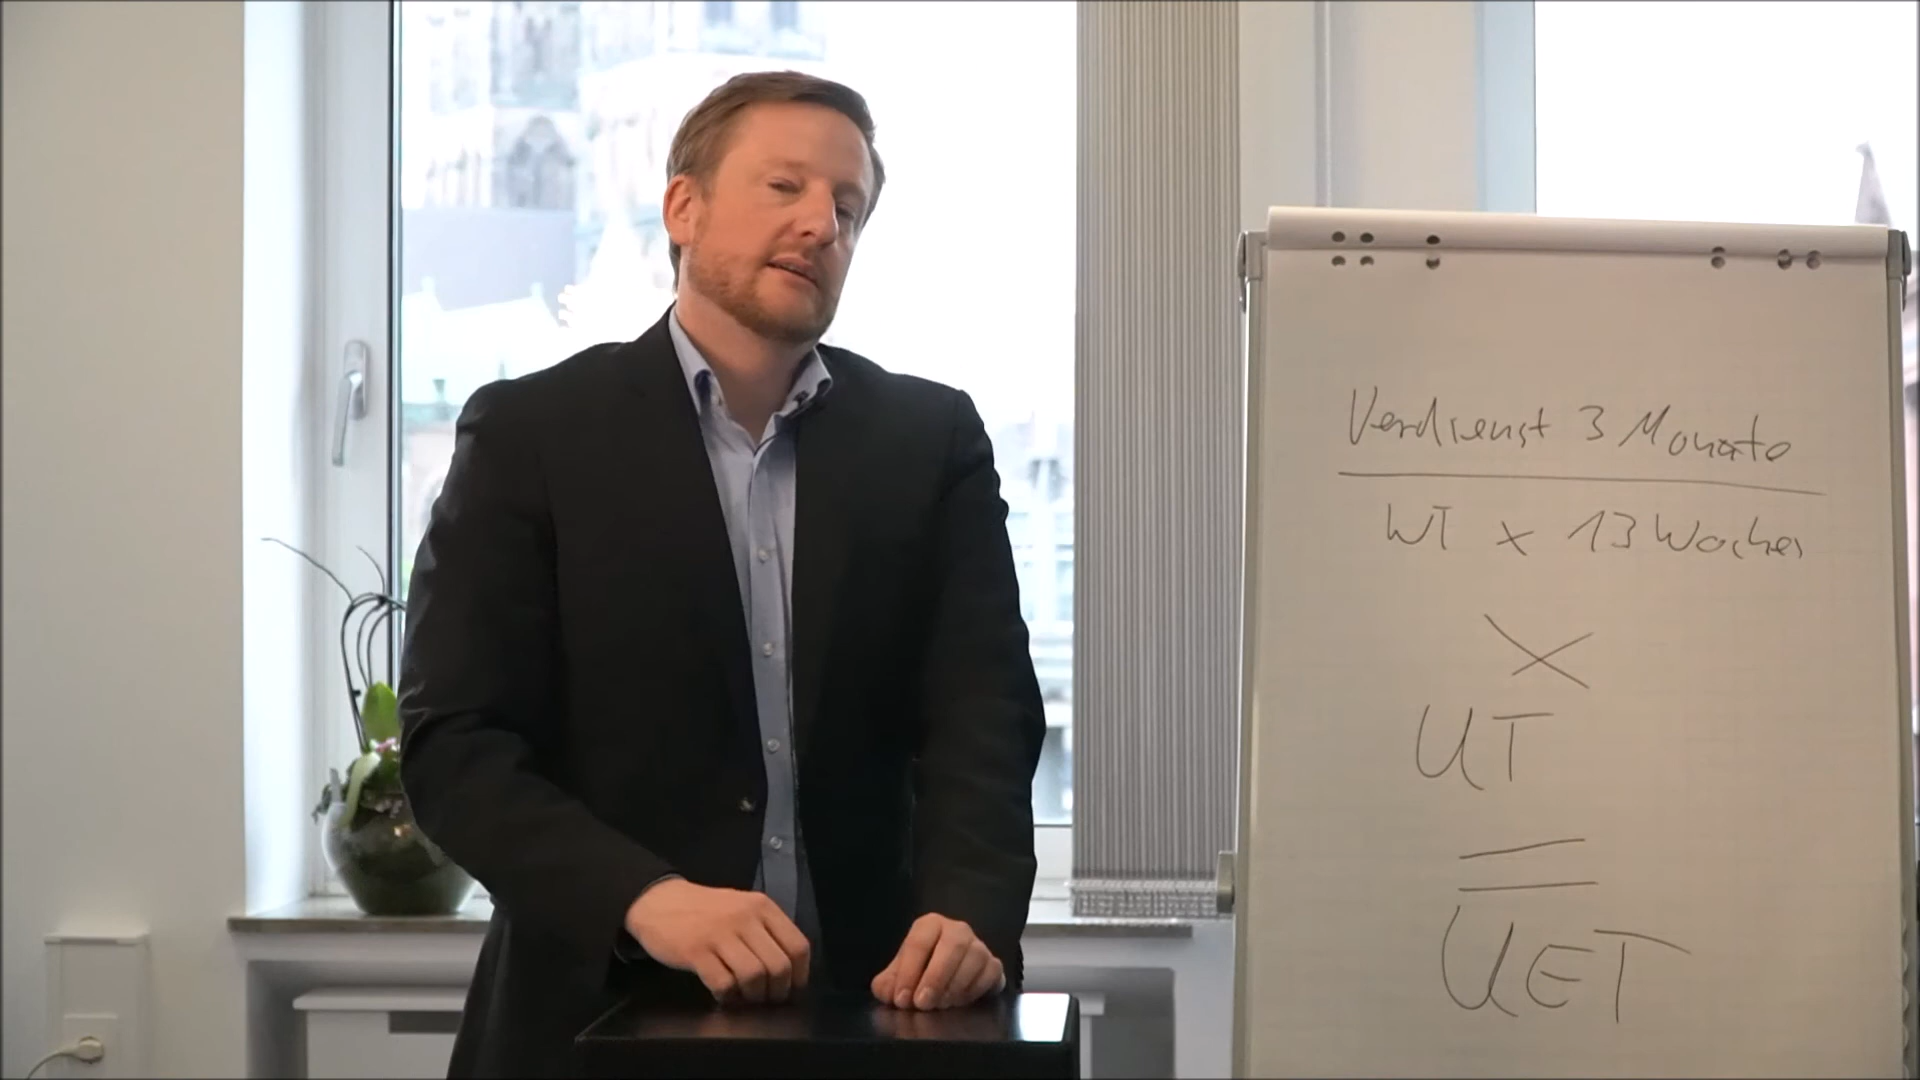 Verdienst 3 Monate
WT x 13 Wochen
X
UT
=
UET